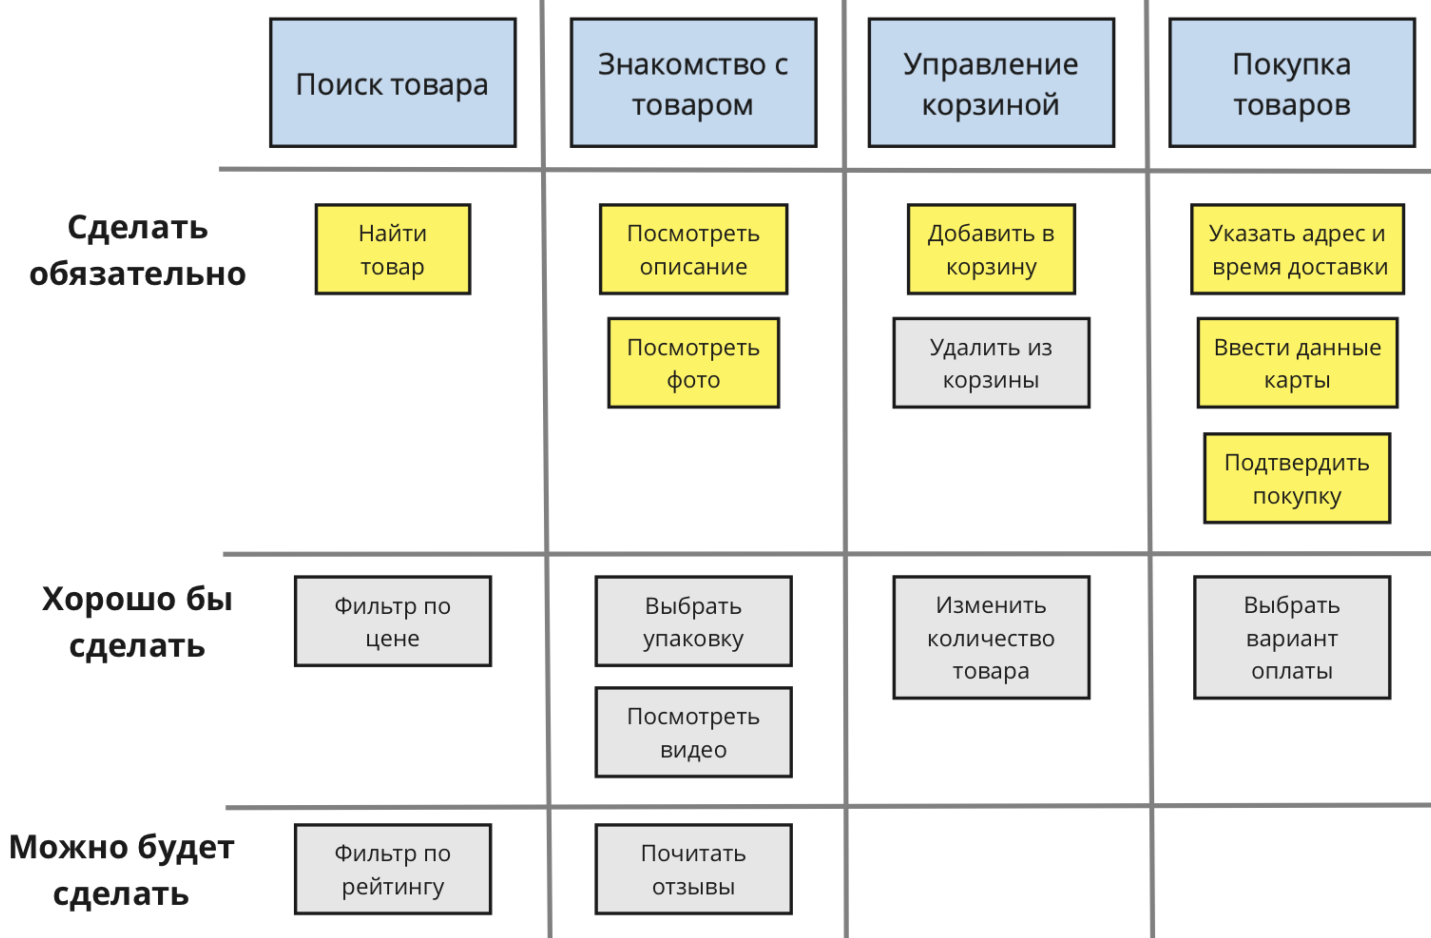 Поиск товара
Знакомство с
товаром
Управление
корзиной
Покупка
товаров
Сделать
обязательно
Найти
товар
Посмотреть
описание
Добавить в
корзину
Указать адрес и
время доставки
Посмотреть
фото
Удалить из
корзины
Ввести данные
карты
Подтвердить
покупку
Хорошо бы
сделать
Фильтр по
цене
Выбрать
упаковку
Изменить
количество
товара
Выбрать
вариант
оплаты
Посмотреть
видео
Можно будет
сделать
Фильтр по
рейтингу
Почитать
отзывы